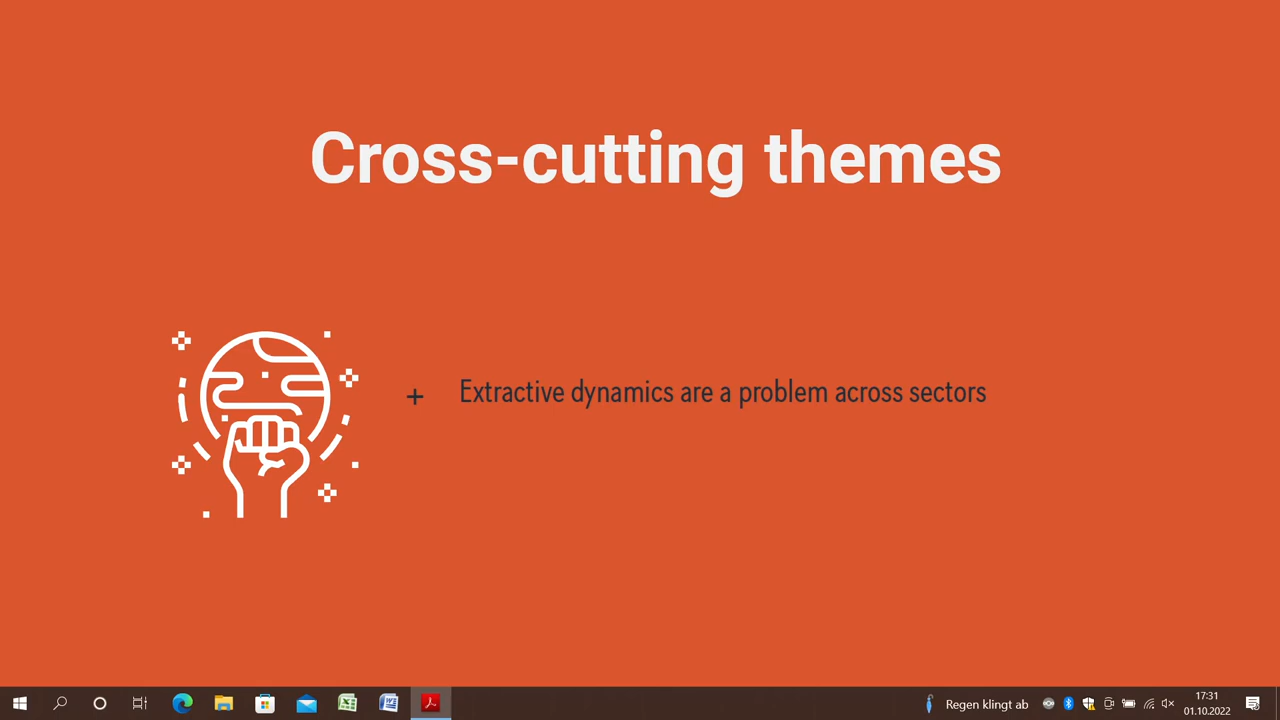 Cross-cutting themes
+ Extractive dynamics are a problem across sectors
Regen klingt ab
17:31
01.10.2022